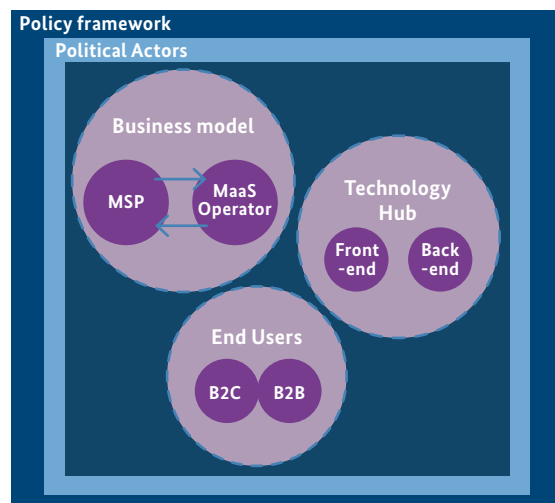 Policy framework
Political Actors
Business model
MSP
MaaS
Operator
Technology
Hub
Front
-end
Back
-end
End Users
B2C
B2B